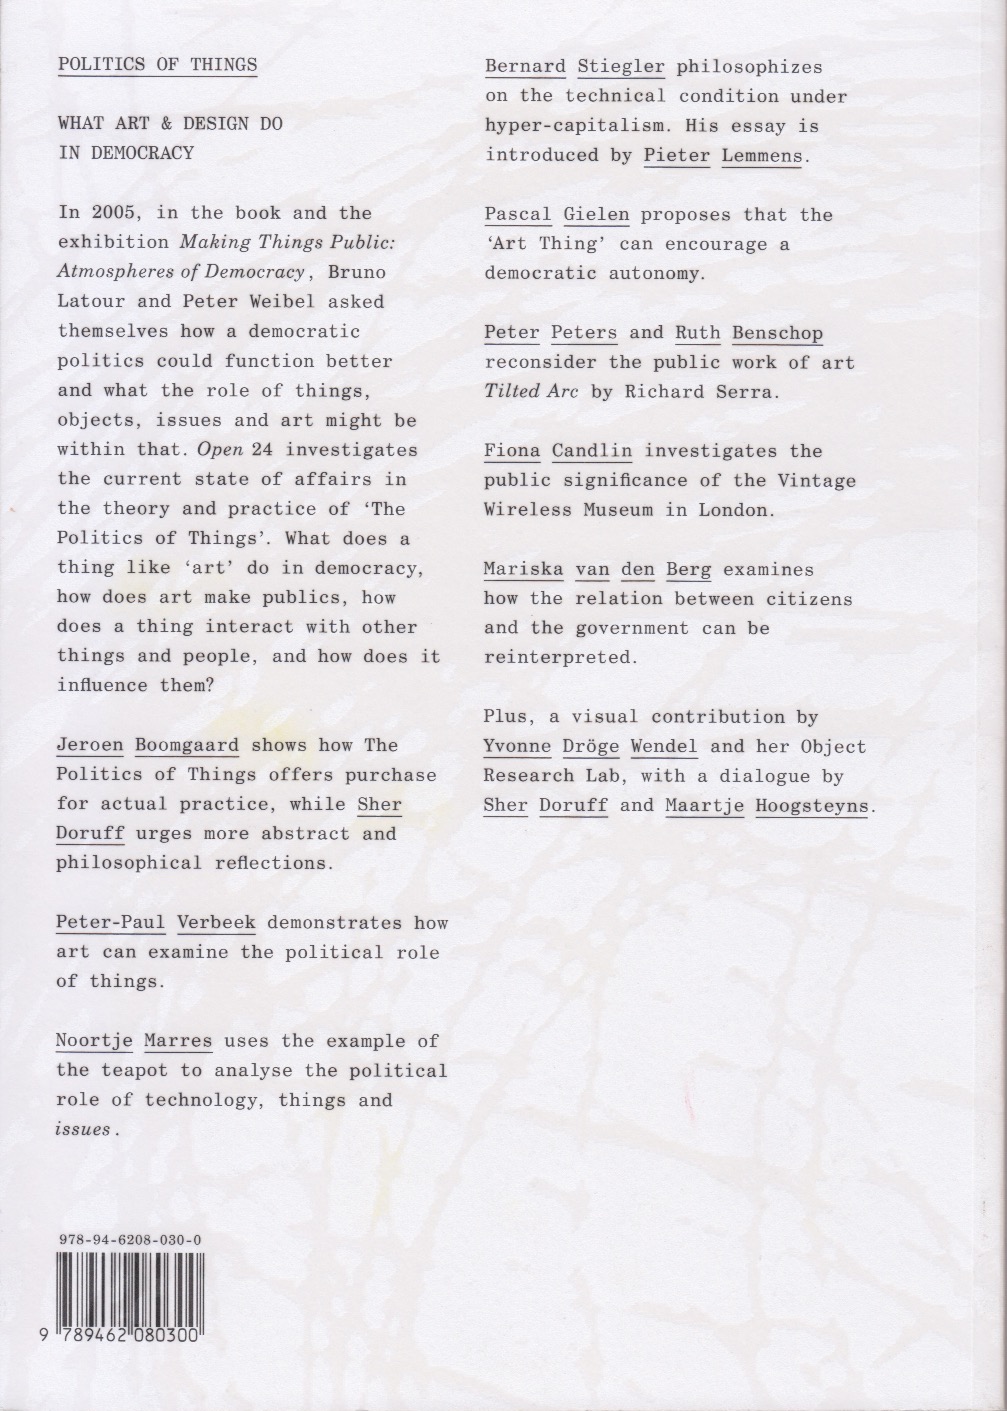 POLITICS OF THINGS
WHAT ART & DESIGN DO
IN DEMOCRACY
In 2005, in the book and the
exhibition Making Things Public:
Atmospheres of Democracy, Bruno
Latour and Peter Weibel asked
themselves how a democratic
politics could function better
and what the role of things,
objects, issues and art might be
within that. Open 24 investigates
the current state of affairs in
the theory and practice of ‘The
Politics of Things’. What does a
thing like ‘art’ do in democracy,
how does art make publics, how
does a thing interact with other
things and people, and how does it
influence them?
Jeroen Boomgaard shows how The
Politics of Things offers purchase
for actual practice, while Sher
Doruff urges more abstract and
philosophical reflections.
Peter-Paul Verbeek demonstrates how
art can examine the political role
of things.
Noortje Marres uses the example of
the teapot to analyse the political
role of technology, things and
issues.
978-94-6208-030-0
9 789462 080300
Bernard Stiegler philosophizes
on the technical condition under
hyper-capitalism. His essay is
introduced by Pieter Lemmens.
Pascal Gielen proposes that the
‘Art Thing’ can encourage a
democratic autonomy.
Peter Peters and Ruth Benschop
reconsider the public work of art
Tilted Arc by Richard Serra.
Fiona Candlin investigates the
public significance of the Vintage
Wireless Museum in London.
Mariska van den Berg examines
how the relation between citizens
and the government can be
reinterpreted.
Plus, a visual contribution by
Yvonne Dröge Wendel and her Object
Research Lab, with a dialogue by
Sher Doruff and Maartje Hoogsteyns.